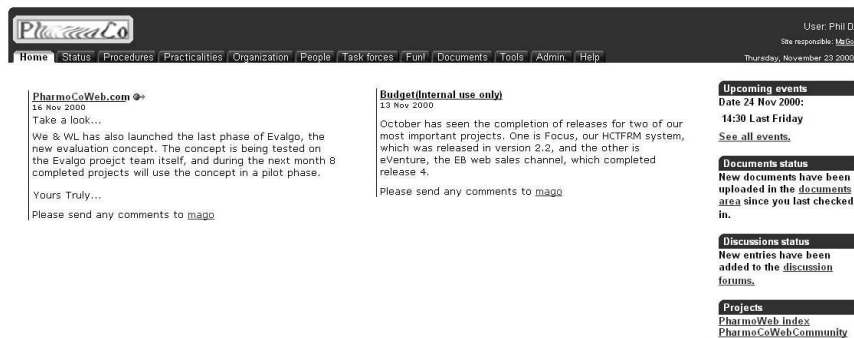 PharmaCo
User: Phil D.
Site responsible: MaGo
Home Status Procedures Practicalities Organization People Task forces Fun! Documents Tools Admin. Help
Thursday, November 23 2000
PharmoCoWeb.com
16 Nov 2000
Take a look...
We & WL has also launched the last phase of Evalgo, the
new evaluation concept. The concept is being tested on
the Evalgo proejct team itself, and during the next month 8
completed projects will use the concept in a pilot phase.
Yours Truly...
Please send any comments to mago
Budget(Internal use only)
13 Nov 2000
October has seen the completion of releases for two of our
most important projects. One is Focus, our HCTFRM system,
which was released in version 2.2, and the other is
eVenture, the EB web sales channel, which completed
release 4.
Please send any comments to mago
Upcoming events
Date 24 Nov 2000:
14:30 Last Friday
See all events.
Documents status
New documents have been
uploaded in the documents
area since you last checked
in.
Discussions status
New entries have been
added to the discussion
forums.
Projects
PharmoWeb index
PharmoCoWebCommunity